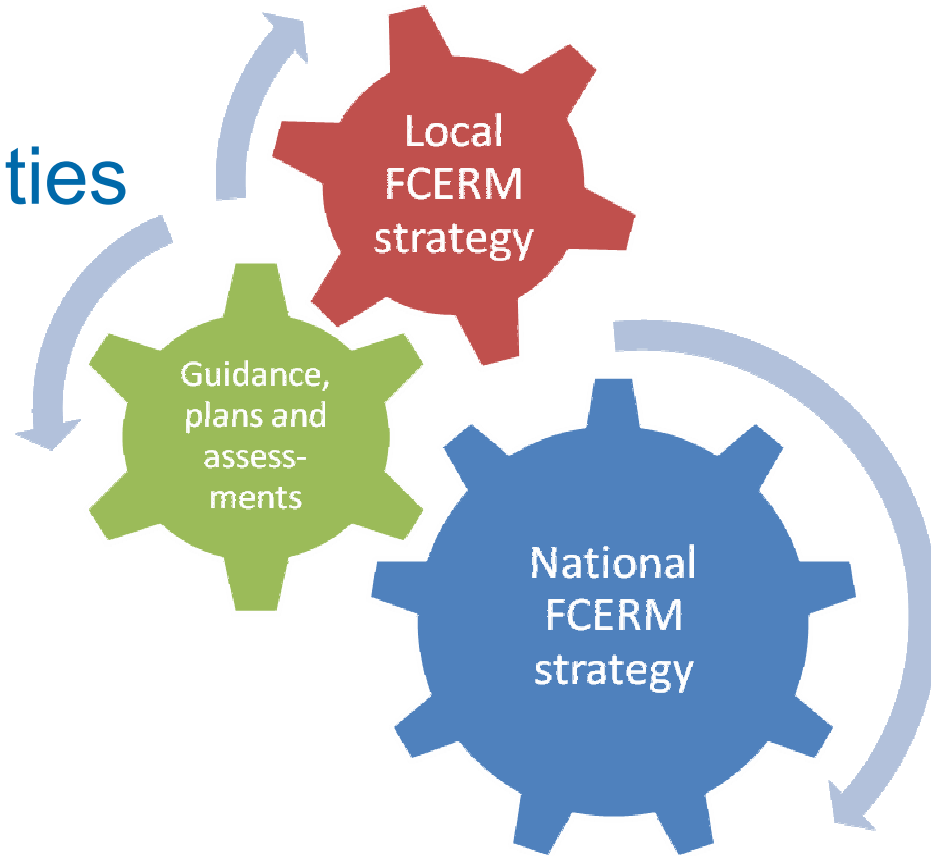 ties
Local
FCERM
strategy
Guidance,
plans and
assess-
ments
National
FCERM
strategy